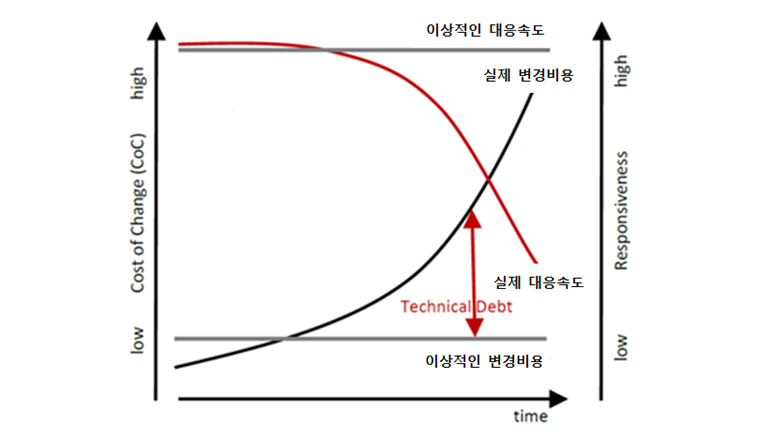 이상적인 대응속도
실제 변경비용
high
high
Cost of Change (CoC)
Responsiveness
실제 대응속도
Technical Debt
low
low
이상적인 변경비용
time